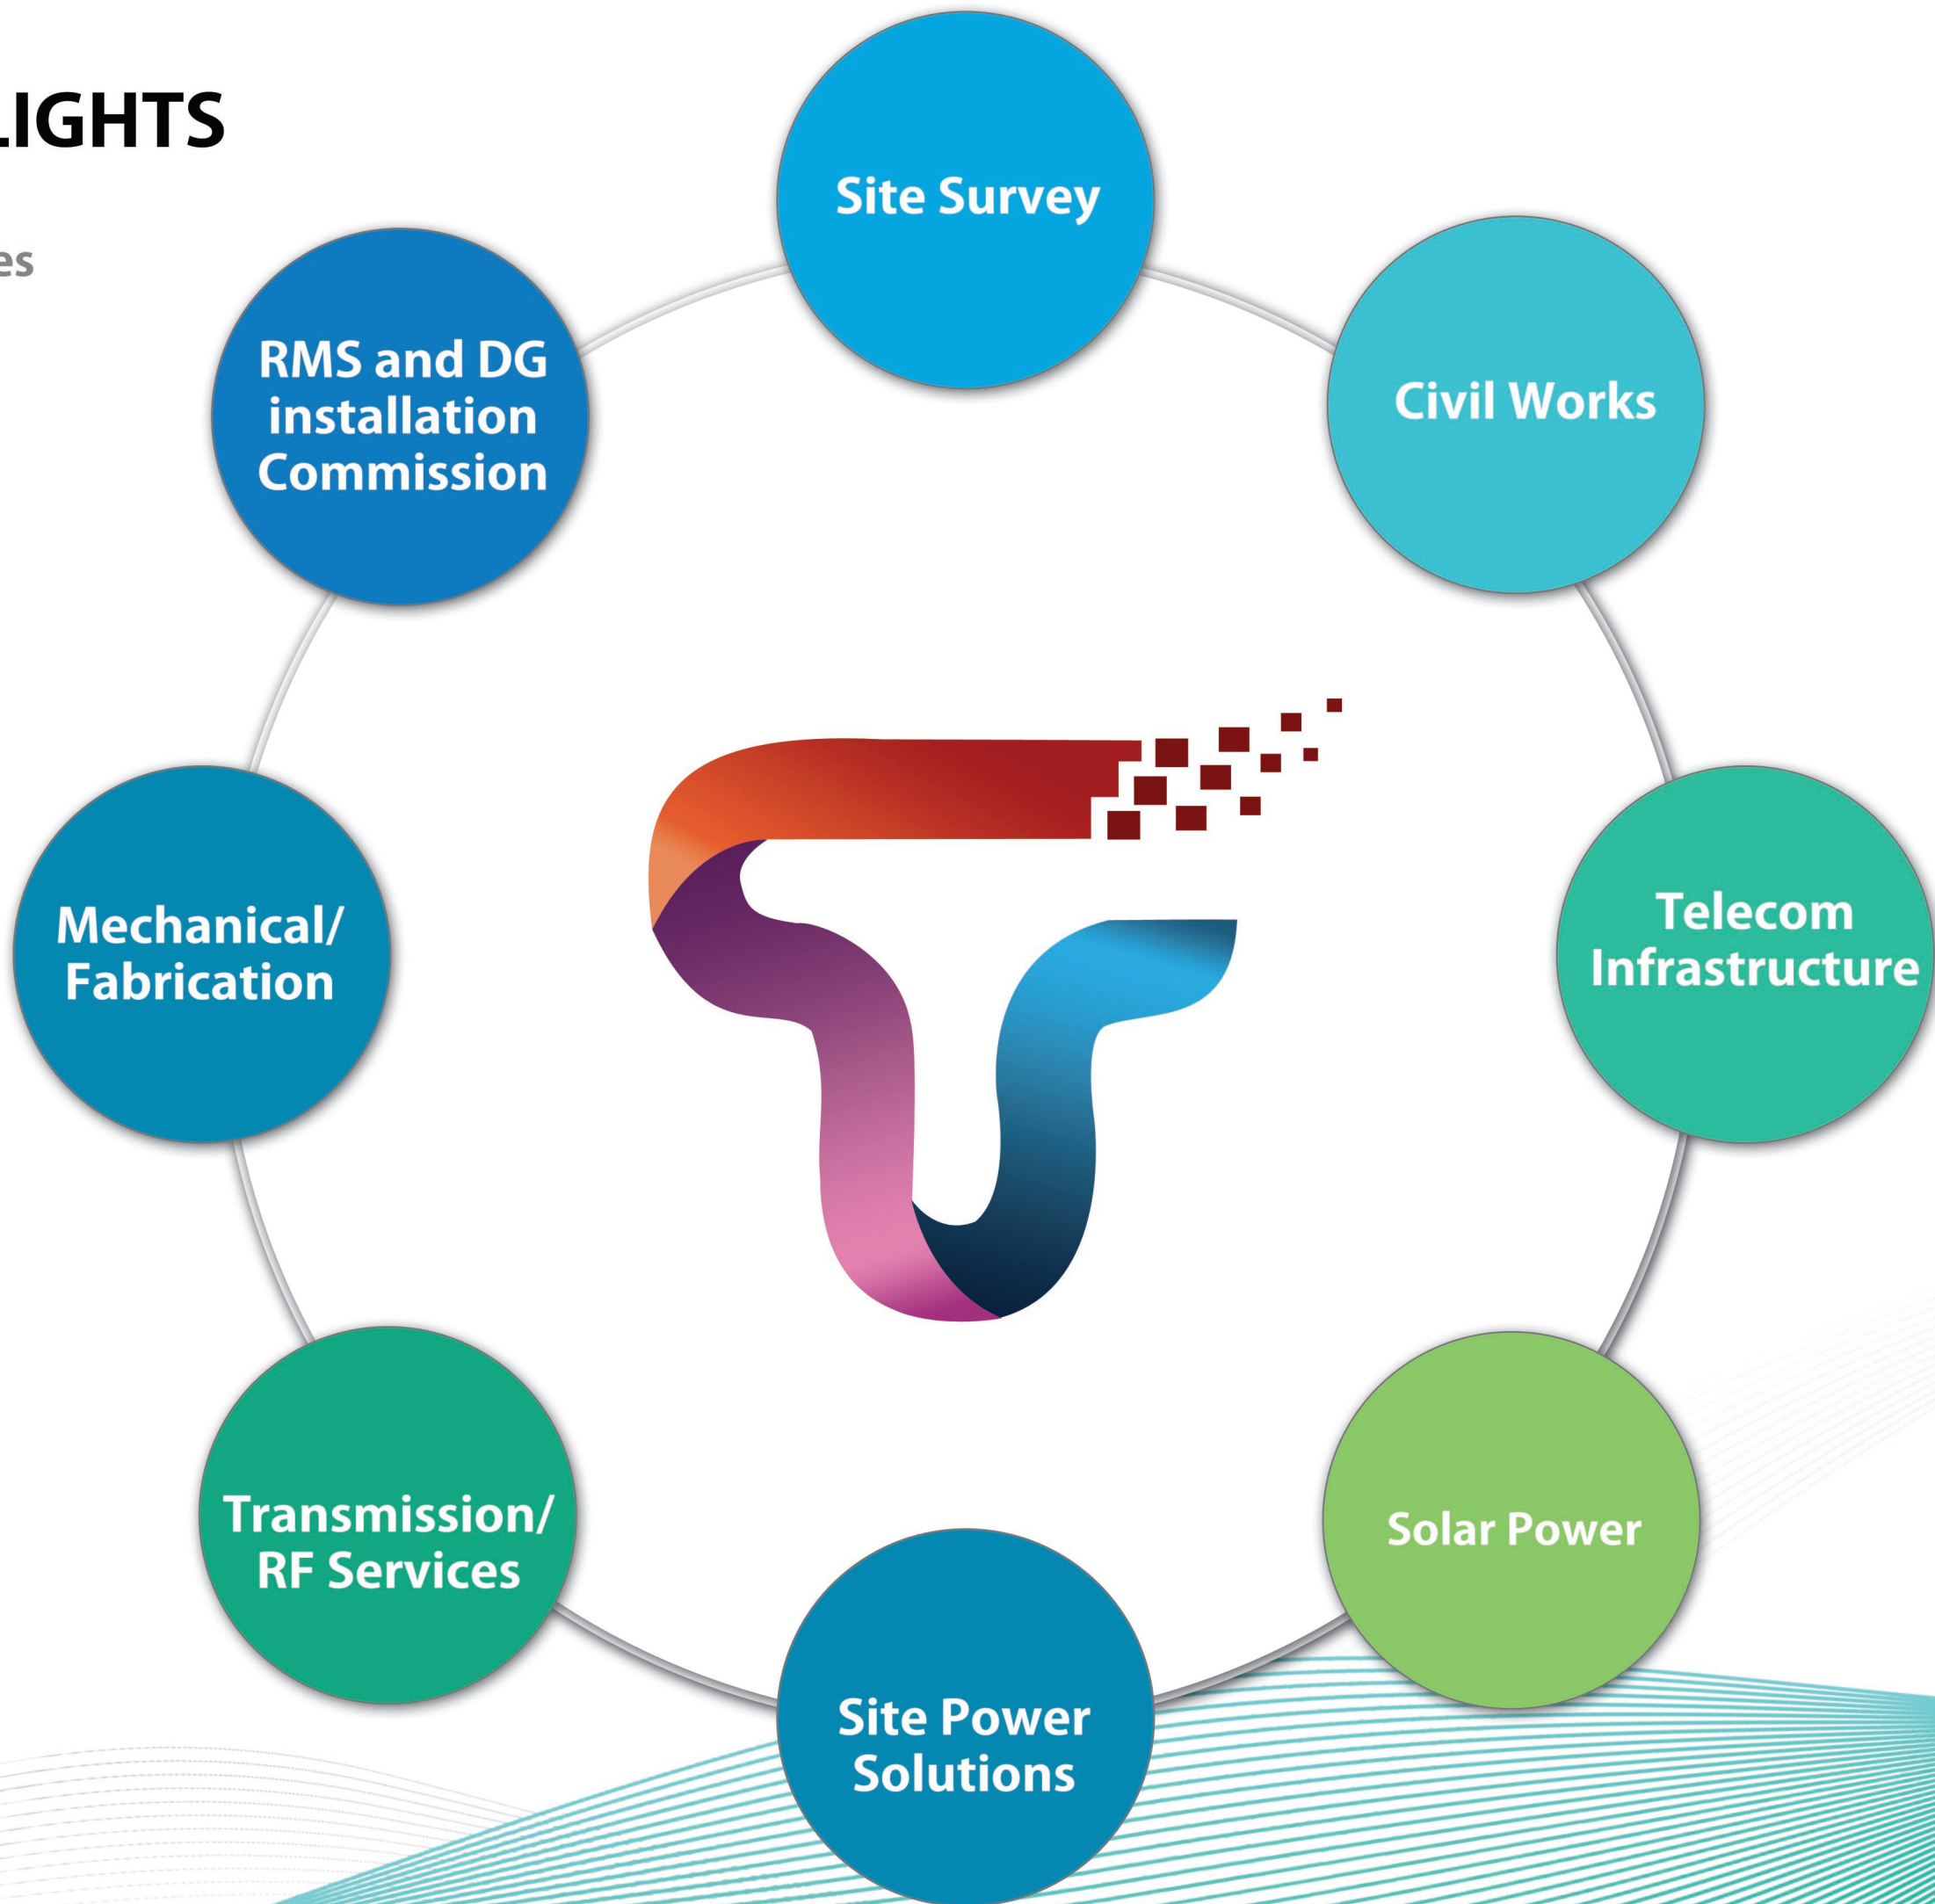 LIGHTS
es
Site Survey
Civil Works
Telecom
Infrastructure
Solar Power
Site Power
Solutions
Transmission/
RF Services
Mechanical/
Fabrication
RMS and DG
installation
Commission